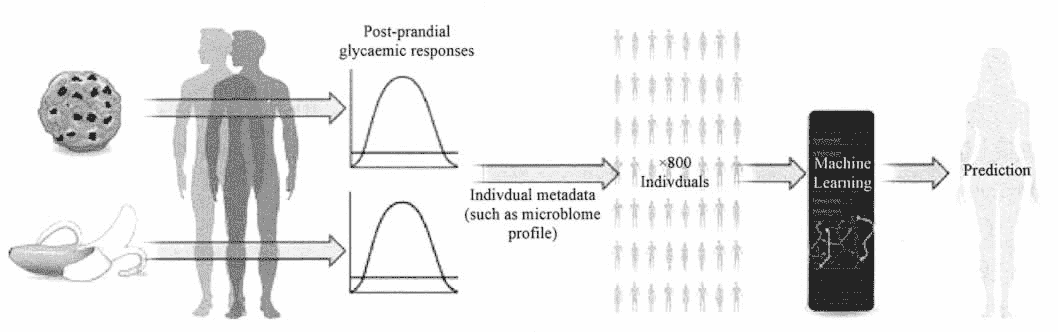 Post-prandial
glycaemic responses
Indivdual metadata
(such as microblome
profile)
×800
Indivduals
Machine
Learning
Prediction